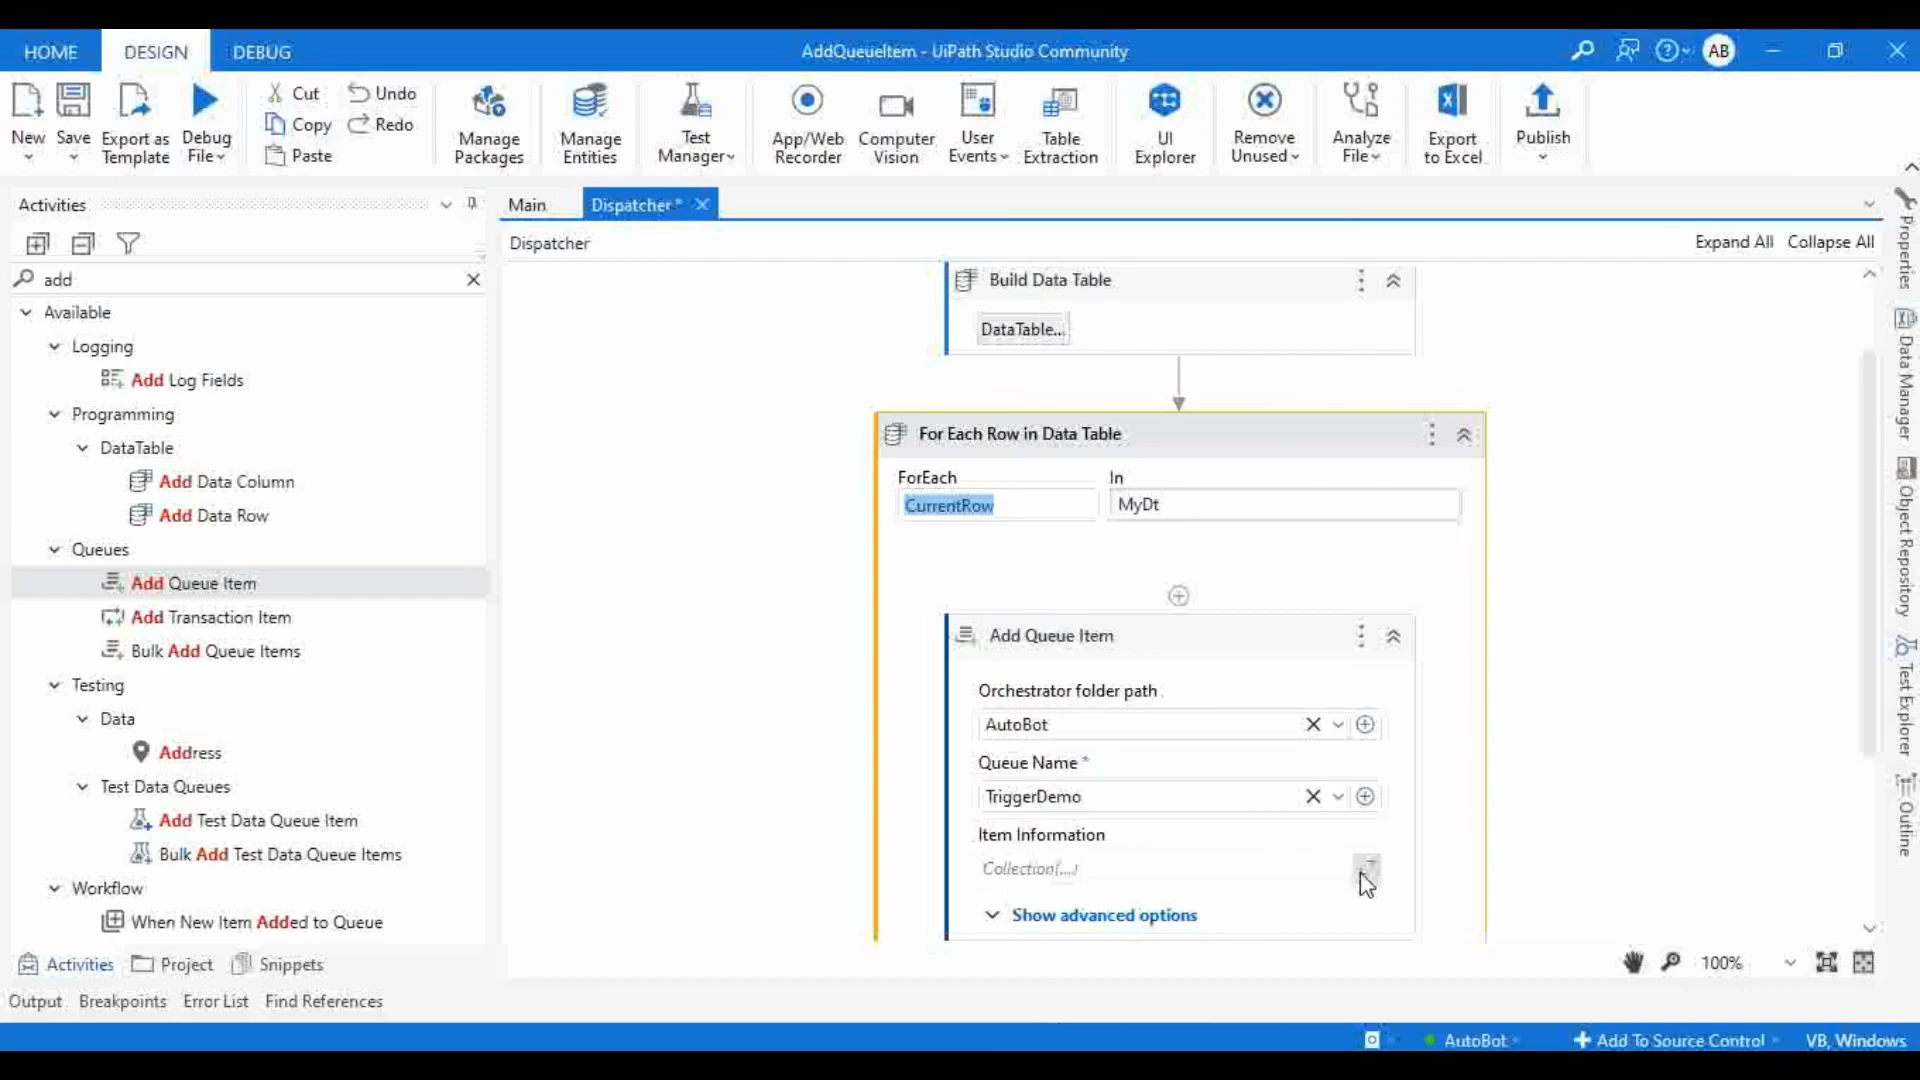 HOME DESIGN DEBUG AddQueueItem - UiPath Studio Community AB
New Save Export as Template Debug File
Cut Undo
Copy Redo
Paste
Manage Packages Manage Entities Test Manager App/Web Recorder Computer Vision User Events Table Extraction UI Explorer Remove Unused Analyze File Export to Excel Publish
Activities
add
Available
Logging
Add Log Fields
Programming
DataTable
Add Data Column
Add Data Row
Queues
Add Queue Item
Add Transaction Item
Bulk Add Queue Items
Testing
Data
Address
Test Data Queues
Add Test Data Queue Item
Bulk Add Test Data Queue Items
Workflow
When New Item Added to Queue
Activities Project Snippets
Main Dispatcher*
Dispatcher Expand All Collapse All
Build Data Table
DataTable...
For Each Row in Data Table
ForEach In
CurrentRow MyDt
Add Queue Item
Orchestrator folder path
AutoBot
Queue Name *
TriggerDemo
Item Information
Collection(....)
Show advanced options
100%
Properties
Data Manager
Object Repository
Test Explorer
Outline
Output Breakpoints Error List Find References
AutoBot Add To Source Control VB, Windows